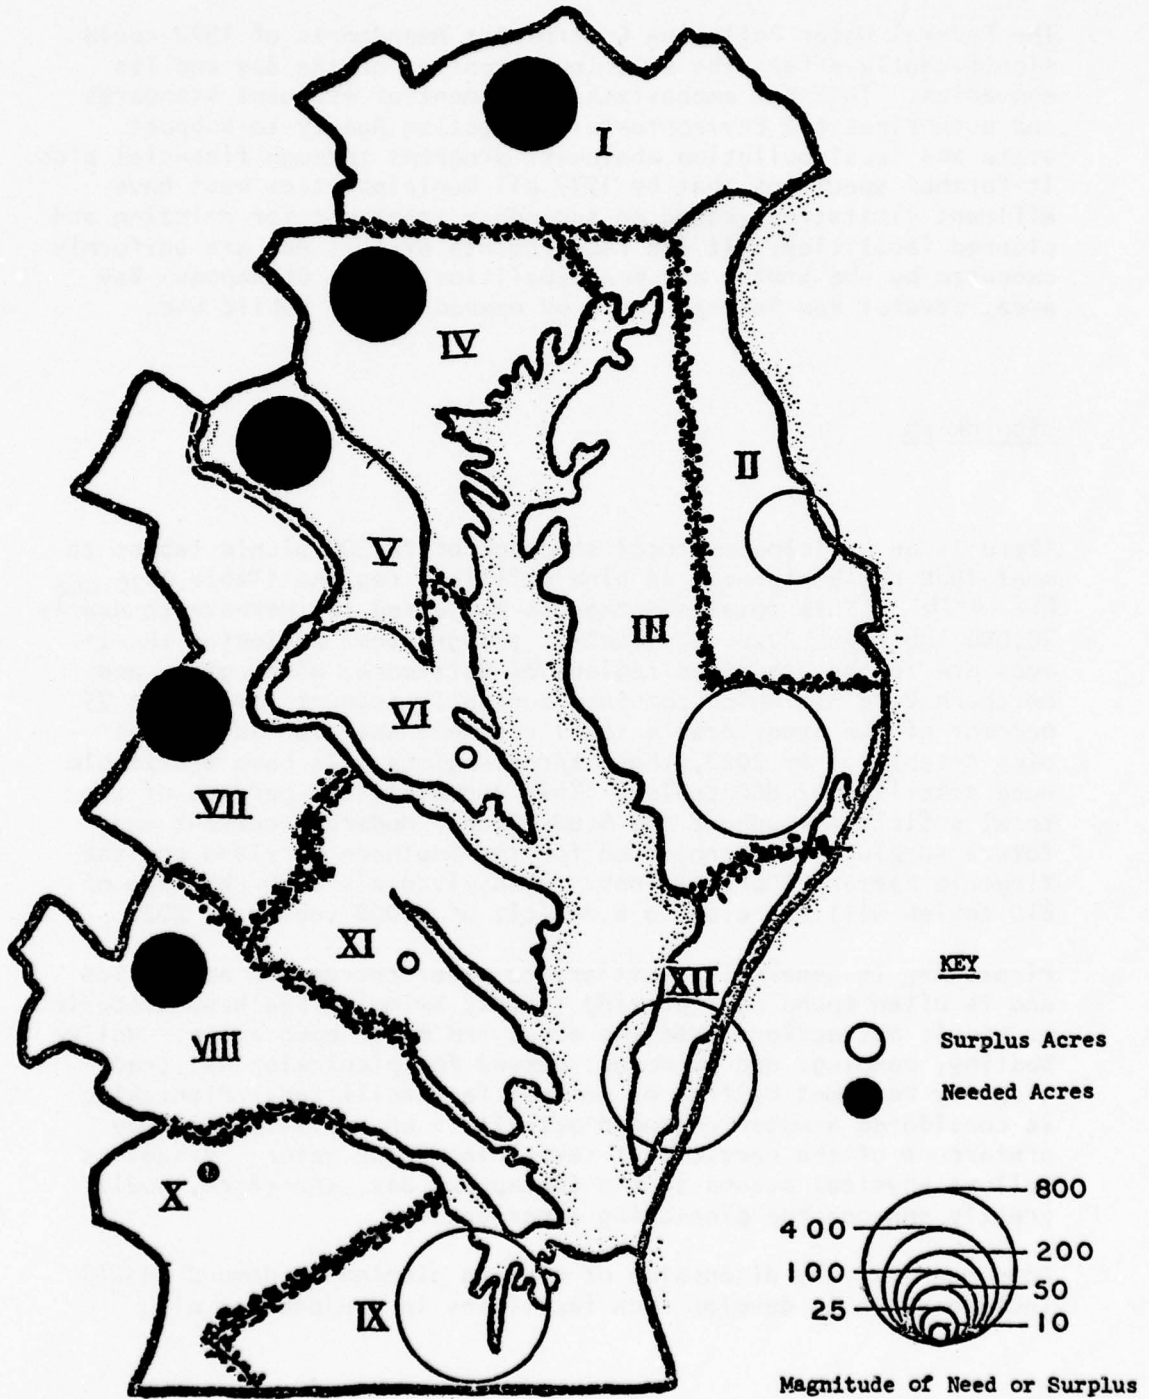 I
IV
II
V
III
VI
VII
XI
XII
VIII
X
IX
KEY
Surplus Acres
Needed Acres
800
400
200
100
50
25
10
Magnitude of Need or Surplus